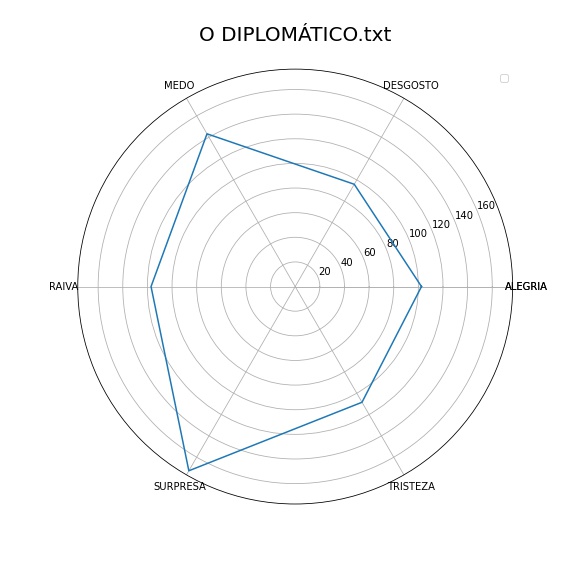 O DIPLOMÁTICO.txt
MEDO
DESGOSTO
160
140
120
100
80
60
40
20
RAIVA
ALEGRIA
SURPRESA
TRISTEZA